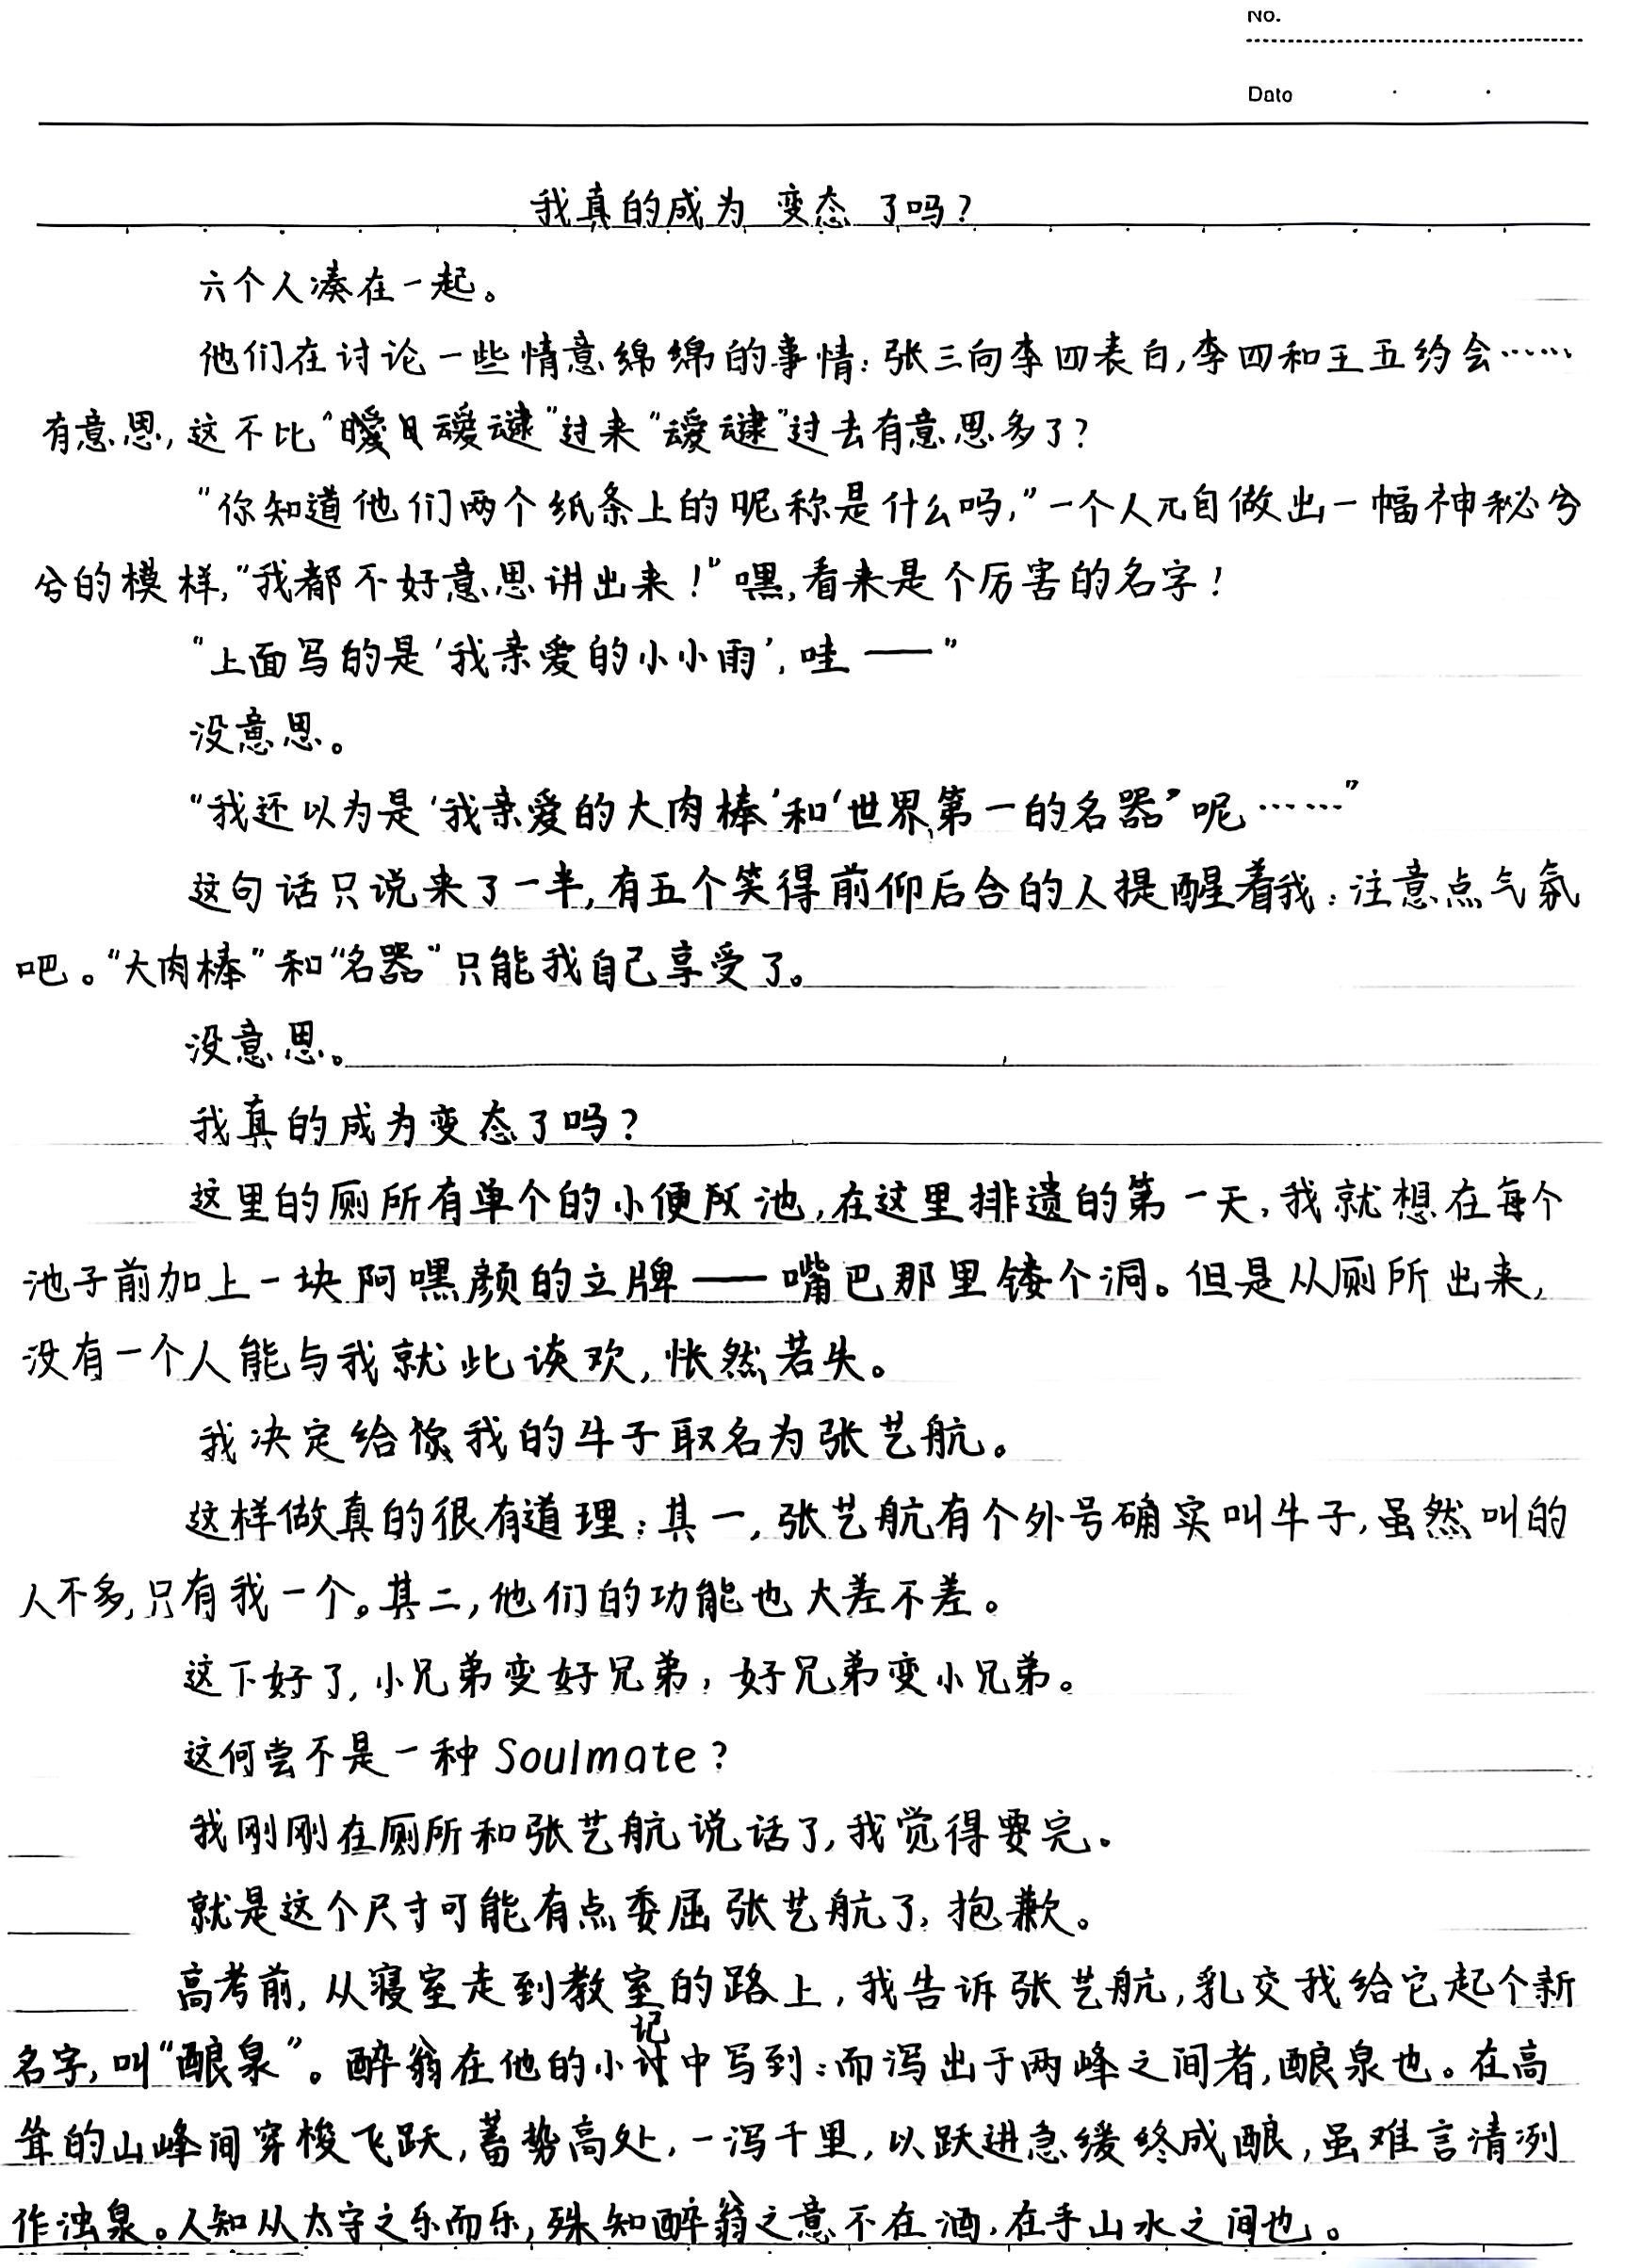 No.
Date
我真的成为 变态 了吗?
六个人凑在一起。
他们在讨论一些情意绵绵的事情:张三向李四表白,李四和王五约会……
有意思,这不比“暧日叆叇”过来“叆叇”过去有意思多了?
“你知道他们两个纸条上的昵称是什么吗,”一个人兀自做出一幅神秘兮
兮的模样,“我都不好意思讲出来!”嘿,看来是个厉害的名字!
“上面写的是‘我亲爱的小小雨’,哇——”
没意思。
“我还以为是‘我亲爱的大肉棒’和‘世界第一的名器’呢……”
这句话只说来了一半,有五个笑得前仰后合的人提醒着我:注意点气氛
吧。“大肉棒”和“名器”只能我自己享受了。
没意思。
我真的成为变态了吗?
这里的厕所有单个的小便池,在这里排遗的第一天,我就想在每个
池子前加上一块阿嘿颜的立牌——嘴巴那里镂个洞。但是从厕所出来,
没有一个人能与我就此谈欢,怅然若失。
我决定给我的牛子取名为张艺航。
这样做真的很有道理:其一,张艺航有个外号确实叫牛子,虽然叫的
人不多,只有我一个。其二,他们的功能也大差不差。
这下好了,小兄弟变好兄弟,好兄弟变小兄弟。
这何尝不是一种 Soulmate?
我刚刚在厕所和张艺航说话了,我觉得要完。
就是这个尺寸可能有点委屈张艺航了,抱歉。
高考前,从寝室走到教室的路上,我告诉张艺航,乳交我给它起个新
名字,叫“酿泉”。醉翁在他的小记中写到:而泻出于两峰之间者,酿泉也。在高
耸的山峰间穿梭飞跃,蓄势高处,一泻千里,以跃进急缓终成酿,虽难言清冽
作浊泉。人知从太守之乐而乐,殊知醉翁之意不在酒,在乎山水之间也。